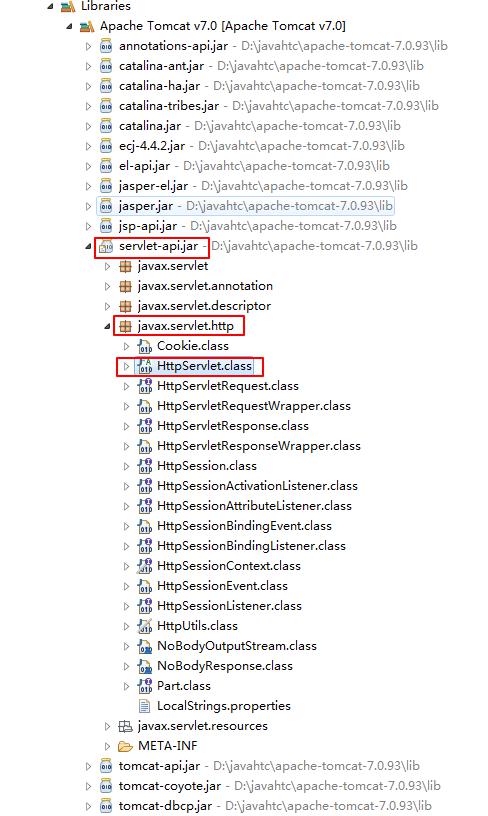 Libraries
Apache Tomcat v7.0 [Apache Tomcat v7.0]
annotations-api.jar - D:\javahtc\apache-tomcat-7.0.93\lib
catalina-ant.jar - D:\javahtc\apache-tomcat-7.0.93\lib
catalina-ha.jar - D:\javahtc\apache-tomcat-7.0.93\lib
catalina-tribes.jar - D:\javahtc\apache-tomcat-7.0.93\lib
catalina.jar - D:\javahtc\apache-tomcat-7.0.93\lib
ecj-4.4.2.jar - D:\javahtc\apache-tomcat-7.0.93\lib
el-api.jar - D:\javahtc\apache-tomcat-7.0.93\lib
jasper-el.jar - D:\javahtc\apache-tomcat-7.0.93\lib
jasper.jar - D:\javahtc\apache-tomcat-7.0.93\lib
jsp-api.jar - D:\javahtc\apache-tomcat-7.0.93\lib
servlet-api.jar - D:\javahtc\apache-tomcat-7.0.93\lib
javax.servlet
javax.servlet.annotation
javax.servlet.descriptor
javax.servlet.http
Cookie.class
HttpServlet.class
HttpServletRequest.class
HttpServletRequestWrapper.class
HttpServletResponse.class
HttpServletResponseWrapper.class
HttpSession.class
HttpSessionActivationListener.class
HttpSessionAttributeListener.class
HttpSessionBindingEvent.class
HttpSessionBindingListener.class
HttpSessionContext.class
HttpSessionEvent.class
HttpSessionListener.class
HttpUtils.class
NoBodyOutputStream.class
NoBodyResponse.class
Part.class
LocalStrings.properties
javax.servlet.resources
META-INF
tomcat-api.jar - D:\javahtc\apache-tomcat-7.0.93\lib
tomcat-coyote.jar - D:\javahtc\apache-tomcat-7.0.93\lib
tomcat-dbcp.jar - D:\javahtc\apache-tomcat-7.0.93\lib